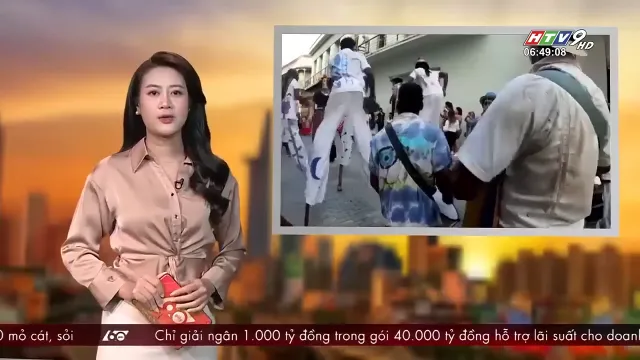 HTV9 HD
06:49:08
0 mỏ cát, sỏi 60 Chỉ giải ngân 1.000 tỷ đồng trong gói 40.000 tỷ đồng hỗ trợ lãi suất cho doanh